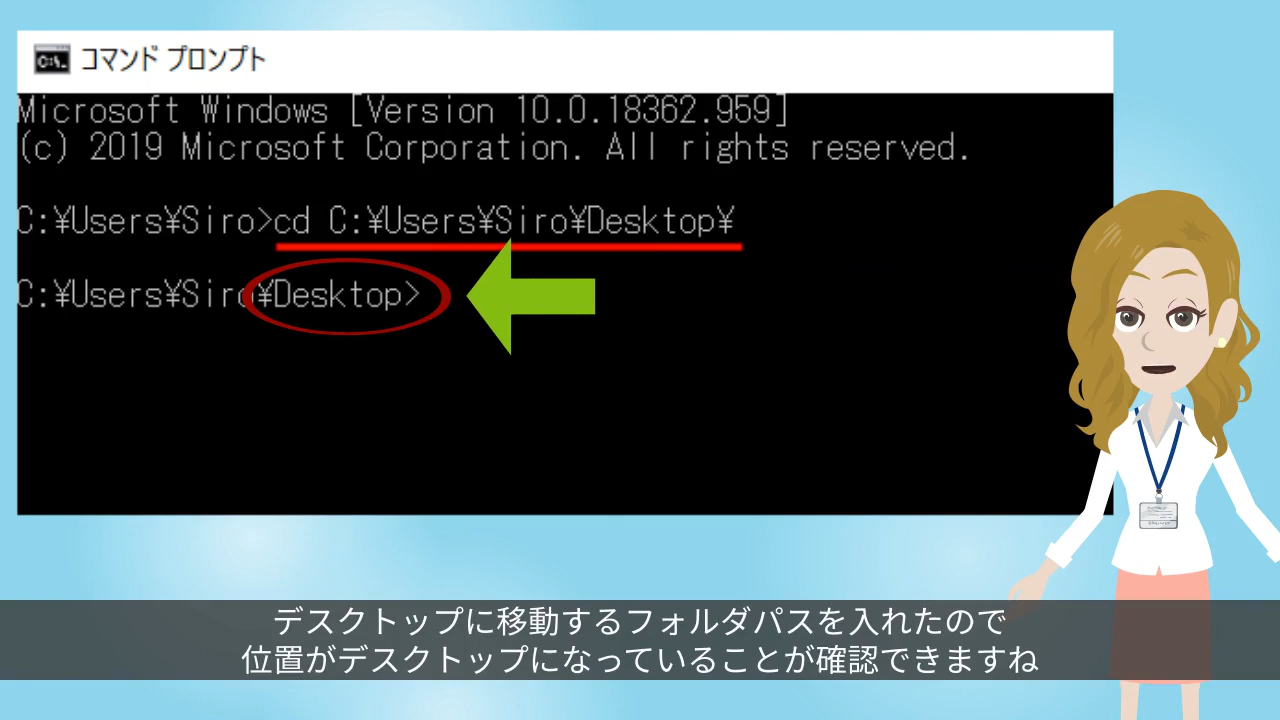 C:\. コマンド プロンプト
Microsoft Windows [Version 10.0.18362.959]
(c) 2019 Microsoft Corporation. All rights reserved.
C:¥Users¥Siro>cd C:¥Users¥Siro¥Desktop¥
C:¥Users¥Siro¥Desktop>
デスクトップに移動するフォルダパスを入れたので
位置がデスクトップになっていることが確認できますね